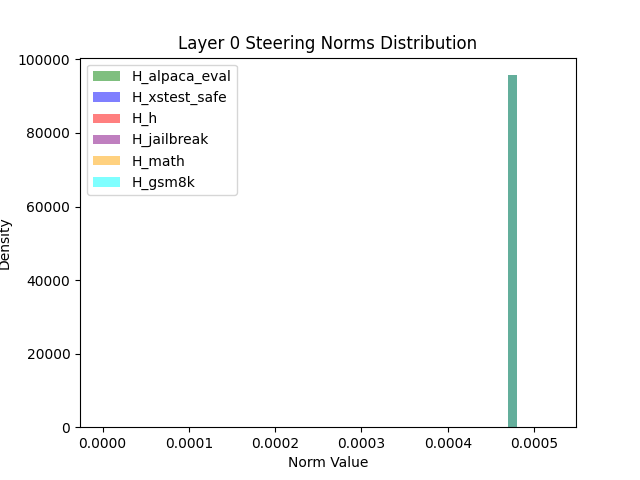 Layer 0 Steering Norms Distribution
100000
80000
60000
40000
20000
0
Density
H_alpaca_eval
H_xstest_safe
H_h
H_jailbreak
H_math
H_gsm8k
0.0000 0.0001 0.0002 0.0003 0.0004 0.0005
Norm Value